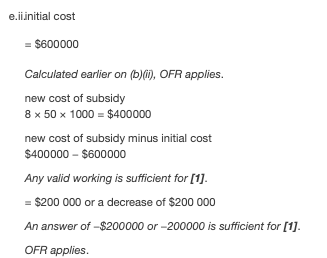 e.ii.initial cost
= $600000
Calculated earlier on (b)(ii), OFR applies.
new cost of subsidy
8 × 50 × 1000 = $400000
new cost of subsidy minus initial cost
$400000 – $600000
Any valid working is sufficient for [1].
= $200 000 or a decrease of $200 000
An answer of –$200000 or –200000 is sufficient for [1].
OFR applies.